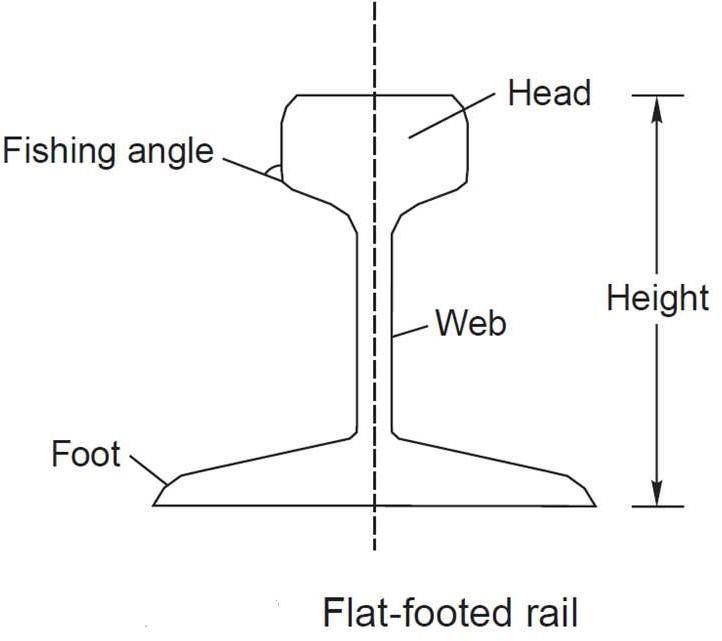 Head
Fishing angle
Height
Web
Foot
Flat-footed rail